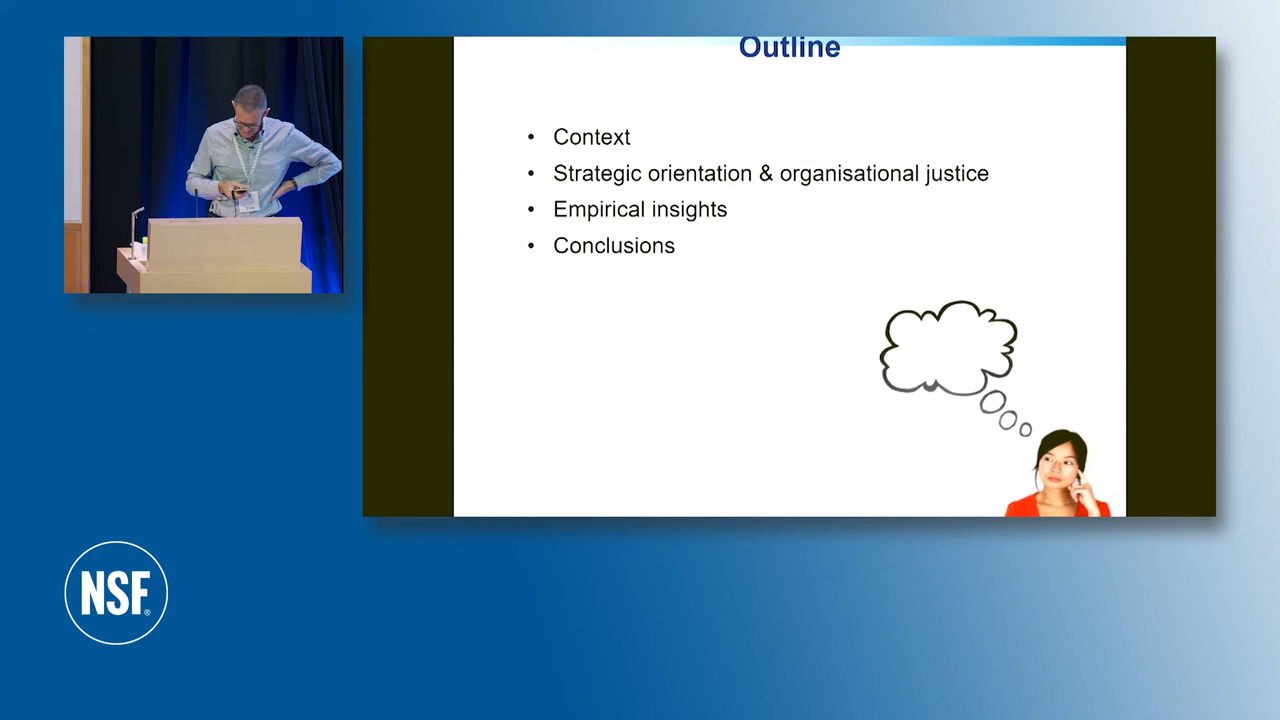 Outline
• Context
• Strategic orientation & organisational justice
• Empirical insights
• Conclusions
NSF®